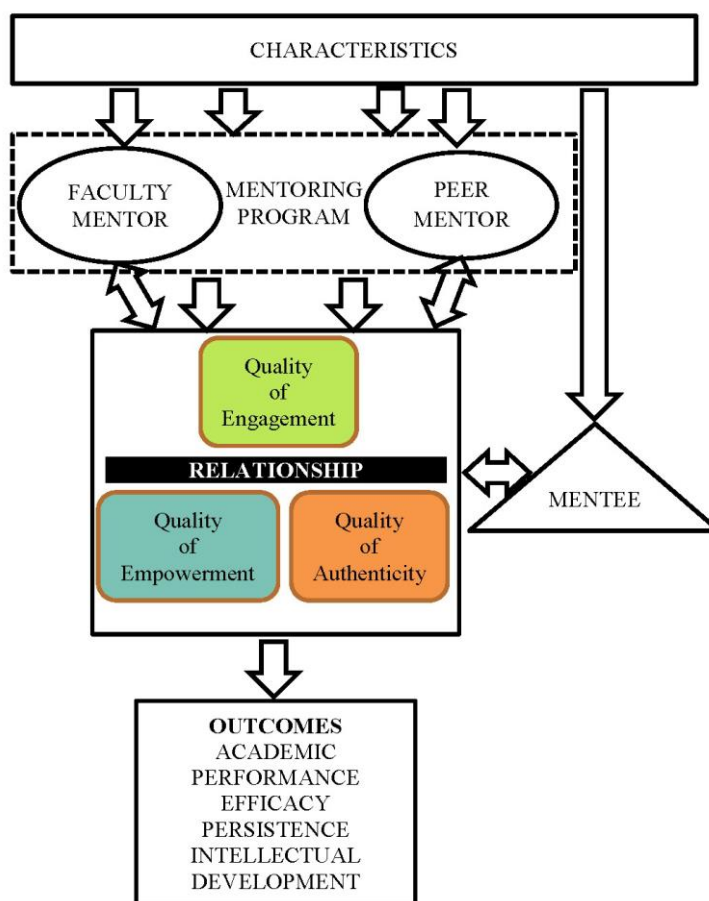 CHARACTERISTICS
FACULTY
MENTOR
MENTORING
PROGRAM
PEER
MENTOR
Quality
of
Engagement
RELATIONSHIP
Quality
of
Empowerment
Quality
of
Authenticity
MENTEE
OUTCOMES
ACADEMIC
PERFORMANCE
EFFICACY
PERSISTENCE
INTELLECTUAL
DEVELOPMENT